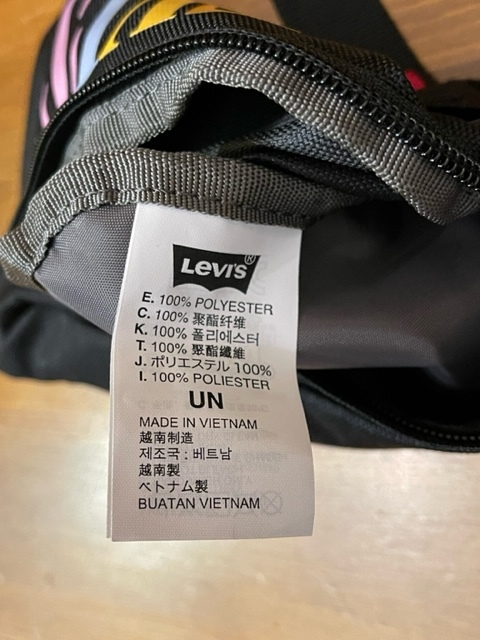 Levi's®
E. 100% POLYESTER
C. 100% 聚酯纤维
K. 100% 폴리에스터
T. 100% 聚酯纖維
J. ポリエステル 100%
I. 100% POLIESTER
UN
MADE IN VIETNAM
越南制造
제조국 : 베트남
越南製
ベトナム製
BUATAN VIETNAM